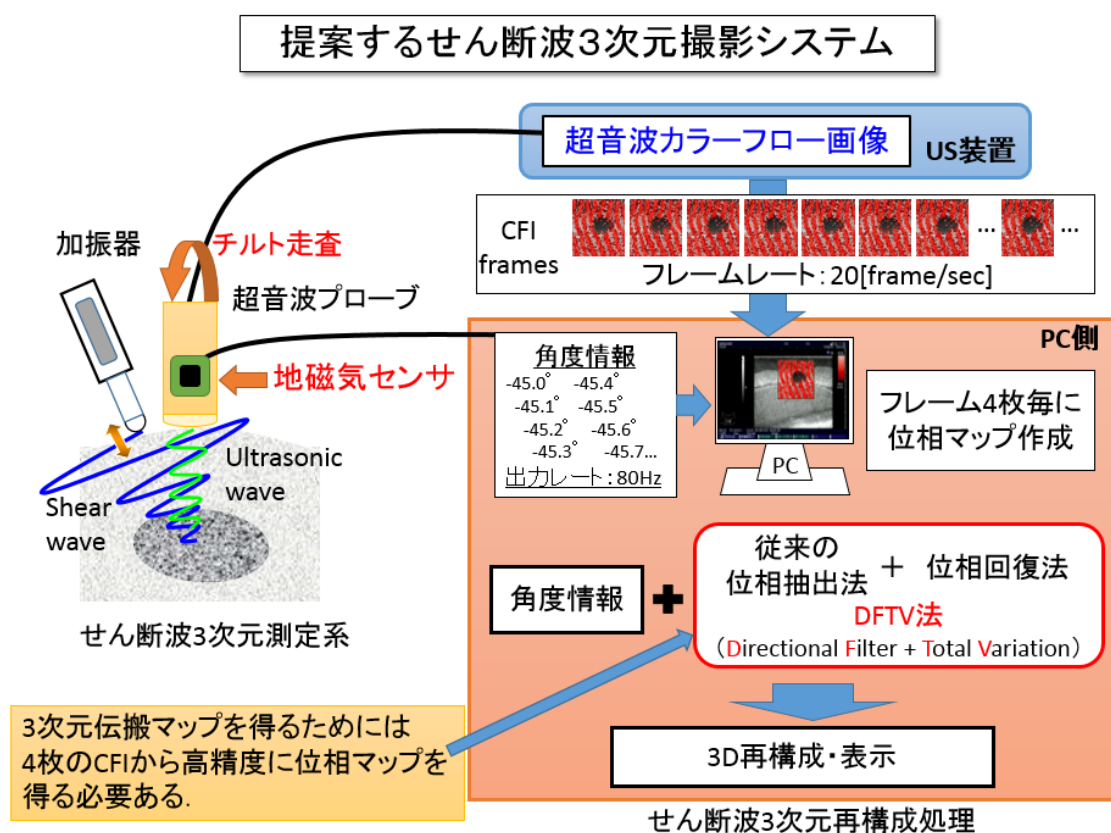 提案するせん断波3次元撮影システム
超音波カラーフロー画像
US装置
加振器
チルト走査
超音波プローブ
地磁気センサ
CFI
frames
...
...
フレームレート：20[frame/sec]
PC側
角度情報
-45.0° -45.4°
-45.1° -45.5°
-45.2° -45.6°
-45.3° -45.7...
出力レート：80Hz
PC
フレーム4枚毎に
位相マップ作成
Ultrasonic
wave
Shear
wave
せん断波3次元測定系
角度情報
+
従来の
位相抽出法
+
位相回復法
DFTV法
（Directional Filter + Total Variation）
3次元伝搬マップを得るためには
4枚のCFIから高精度に位相マップを
得る必要ある.
3D再構成・表示
せん断波3次元再構成処理